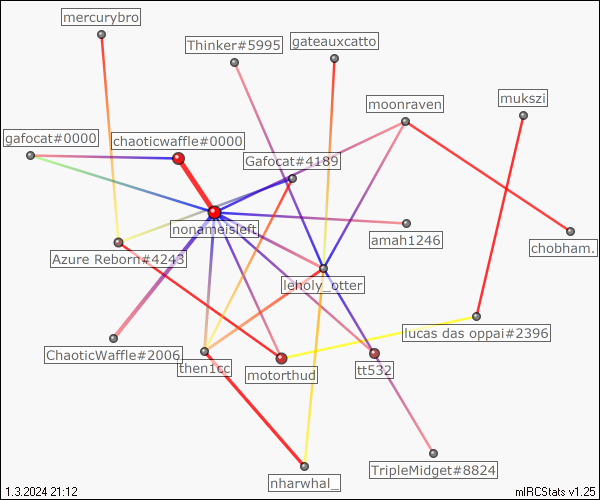 mercurybro
Thinker#5995
gateauxcatto
moonraven
mukszi
gafocat#0000
chaoticwaffle#0000
Gafocat#4189
nonameisleft
amah1246
chobham.
Azure Reborn#4243
leholy_otter
lucas das oppai#2396
ChaoticWaffle#2006
then1cc
motorthud
tt532
TripleMidget#8824
nharwhal_
1.3.2024 21:12
mIRCStats v1.25